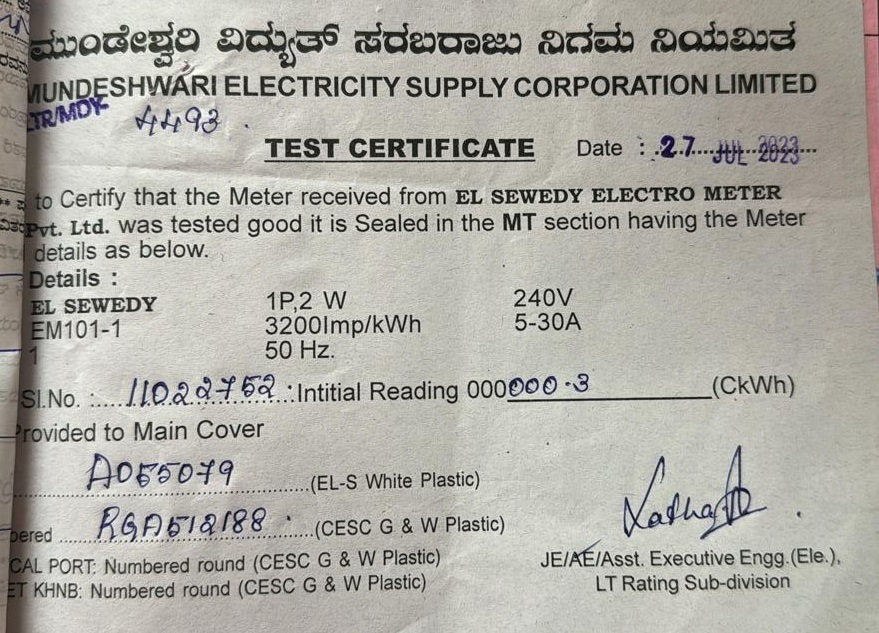 ಮುಂಡೇಶ್ವರಿ ವಿದ್ಯುತ್ ಸರಬರಾಜು ನಿಗಮ ನಿಯಮಿತ
MUNDESHWARI ELECTRICITY SUPPLY CORPORATION LIMITED
LTR/MDY 4493
TEST CERTIFICATE Date : 27 JUL 2023
to Certify that the Meter received from EL SEWEDY ELECTRO METER
Pvt. Ltd. was tested good it is Sealed in the MT section having the Meter
details as below.
Details :
EL SEWEDY 1P,2 W 240V
EM101-1 3200Imp/kWh 5-30A
1 50 Hz.
Sl.No. : 11022752 :Intitial Reading 000000.3 (CkWh)
Provided to Main Cover
A055079 (EL-S White Plastic)
bered RGA512188 (CESC G & W Plastic)
CAL PORT: Numbered round (CESC G & W Plastic) JE/AE/Asst. Executive Engg.(Ele.),
ET KHNB: Numbered round (CESC G & W Plastic) LT Rating Sub-division